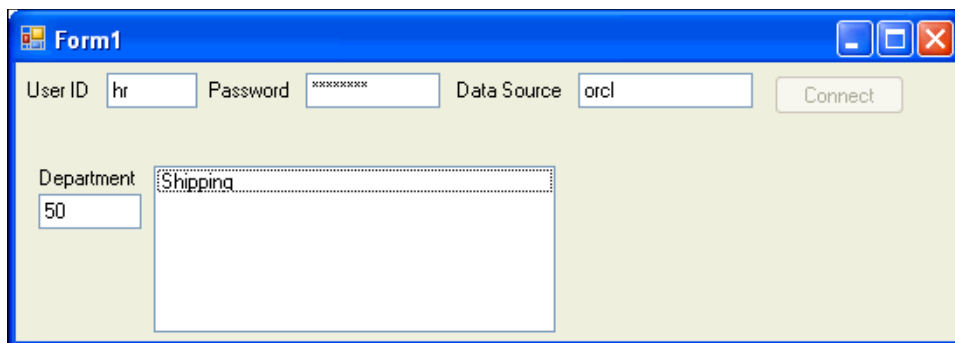 Form1
User ID hr Password ******** Data Source orcl Connect
Department Shipping
50